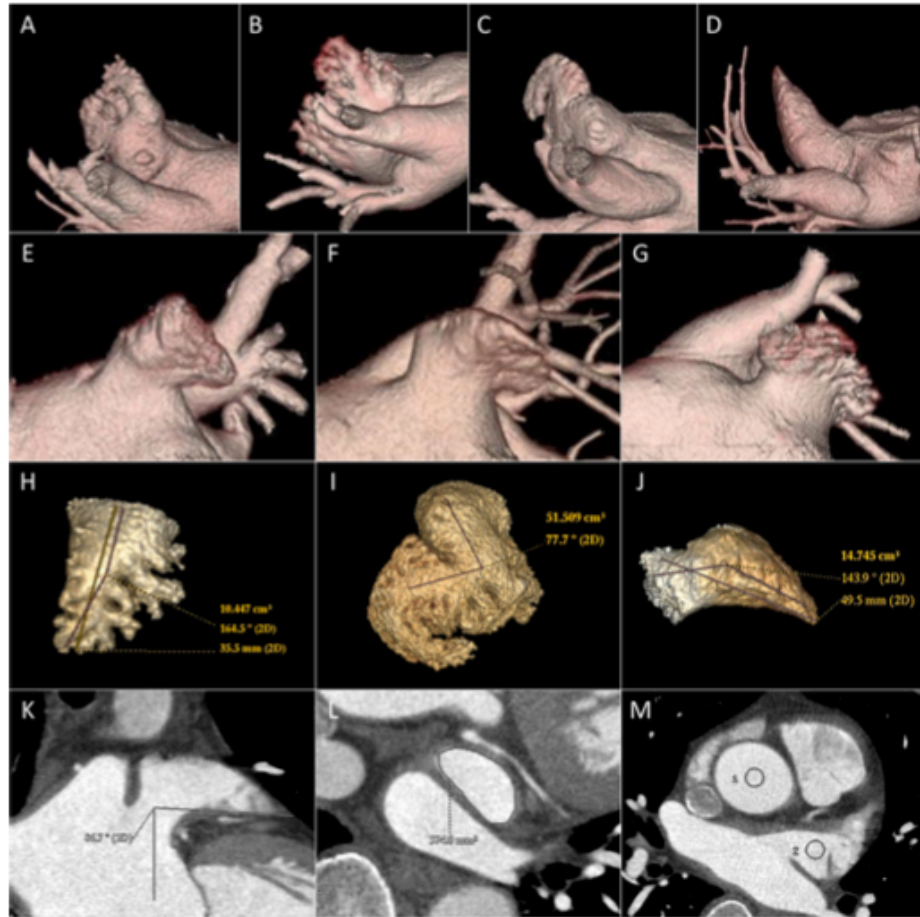 A
B
C
D
E
F
G
H
10.447 cm³
164.5 ° (2D)
35.5 mm (2D)
I
51.509 cm³
77.7 ° (2D)
J
14.745 cm³
143.9 ° (2D)
49.5 mm (2D)
K
° (2D)
L
M
1
2